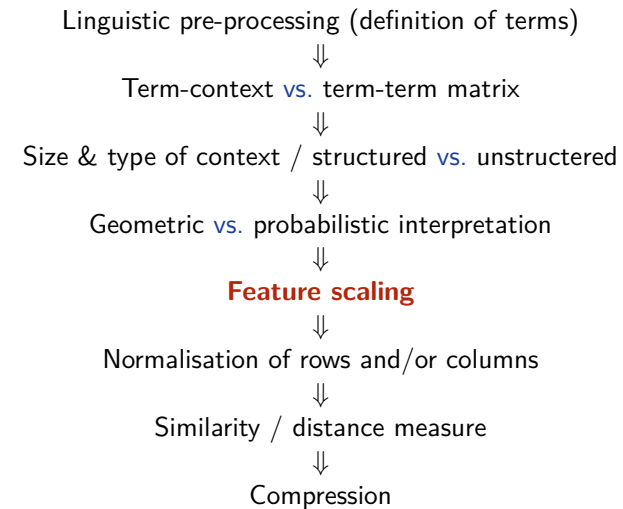 Linguistic pre-processing (definition of terms)
⇓
Term-context vs. term-term matrix
⇓
Size & type of context / structured vs. unstructered
⇓
Geometric vs. probabilistic interpretation
⇓
Feature scaling
⇓
Normalisation of rows and/or columns
⇓
Similarity / distance measure
⇓
Compression